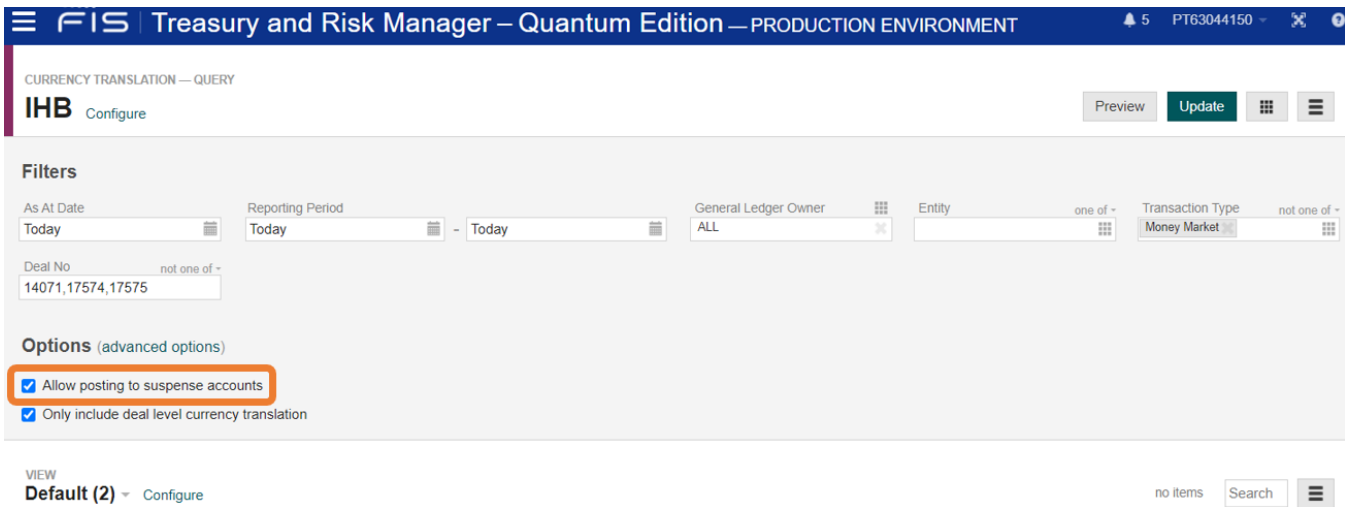 FIS Treasury and Risk Manager – Quantum Edition — PRODUCTION ENVIRONMENT 5 PT63044150
CURRENCY TRANSLATION — QUERY
IHB Configure Preview Update
Filters
As At Date Reporting Period General Ledger Owner Entity one of Transaction Type not one of
Today Today - Today ALL Money Market
Deal No not one of
14071,17574,17575
Options (advanced options)
Allow posting to suspense accounts
Only include deal level currency translation
VIEW
Default (2) Configure no items Search